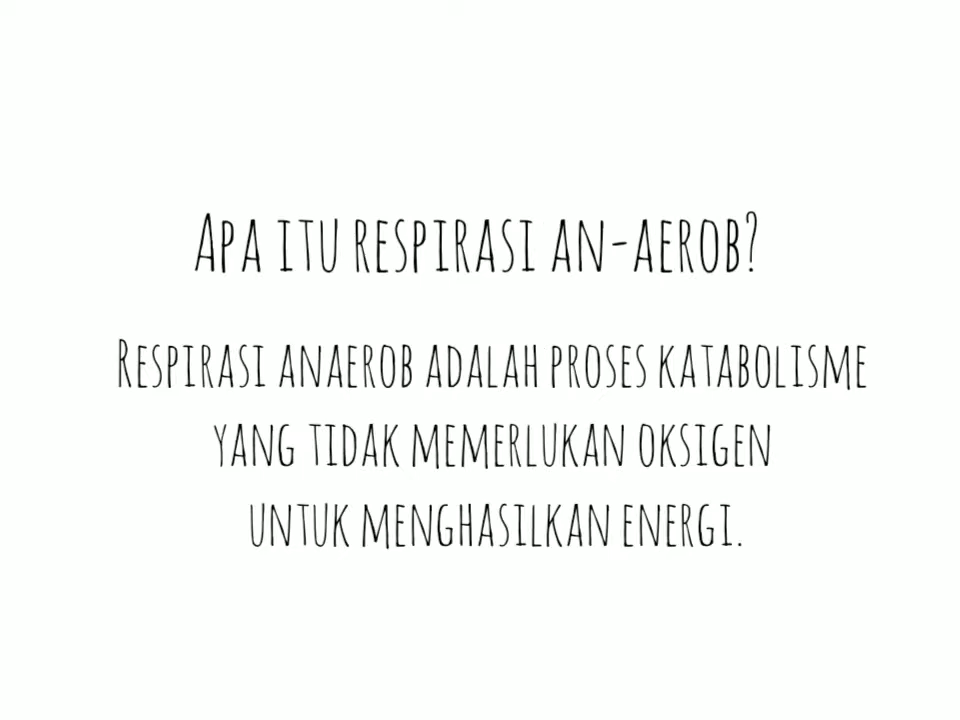 Apa itu respirasi an-aerob?
Respirasi anaerob adalah proses katabolisme
yang tidak memerlukan oksigen
untuk menghasilkan energi.